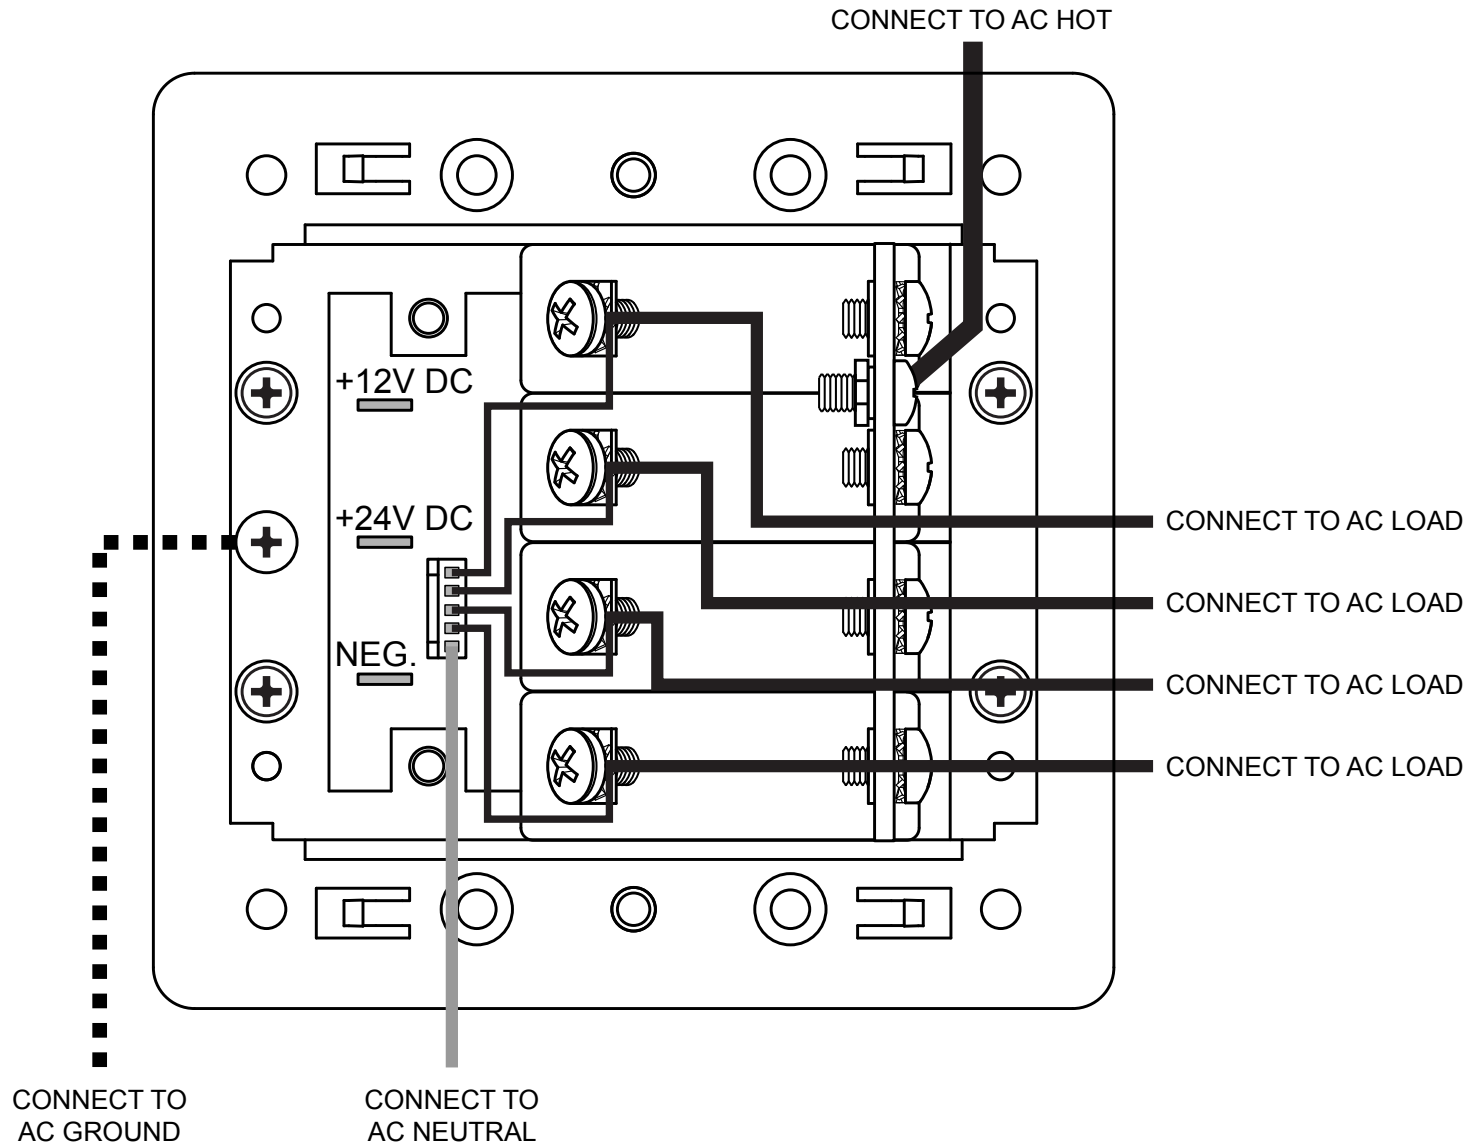 CONNECT TO AC HOT
+12V DC
+24V DC
NEG.
CONNECT TO AC LOAD
CONNECT TO AC LOAD
CONNECT TO AC LOAD
CONNECT TO AC LOAD
CONNECT TO
AC GROUND
CONNECT TO
AC NEUTRAL